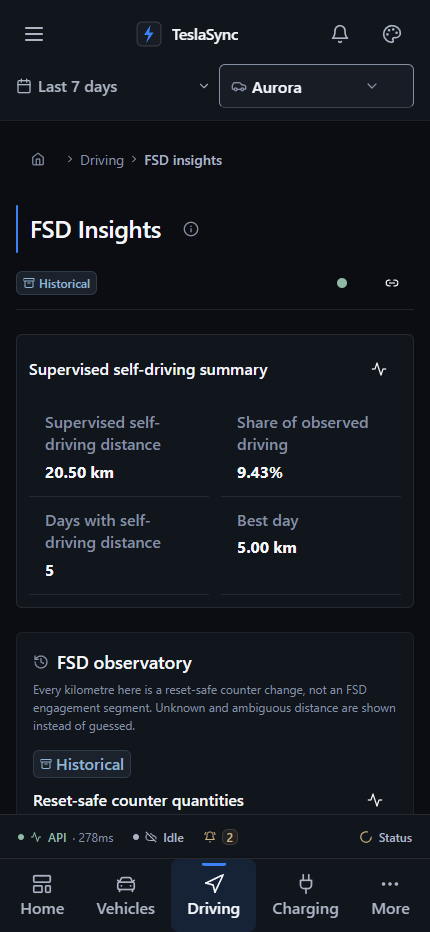 TeslaSync
Last 7 days
Aurora
Driving
FSD insights
FSD Insights
Historical
Supervised self-driving summary
Supervised self-
driving distance
20.50 km
Share of observed
driving
9.43%
Days with self-
driving distance
5
Best day
5.00 km
FSD observatory
Every kilometre here is a reset-safe counter change, not an FSD
engagement segment. Unknown and ambiguous distance are shown
instead of guessed.
Historical
Reset-safe counter quantities
API · 278ms
Idle
2
Status
Home
Vehicles
Driving
Charging
More